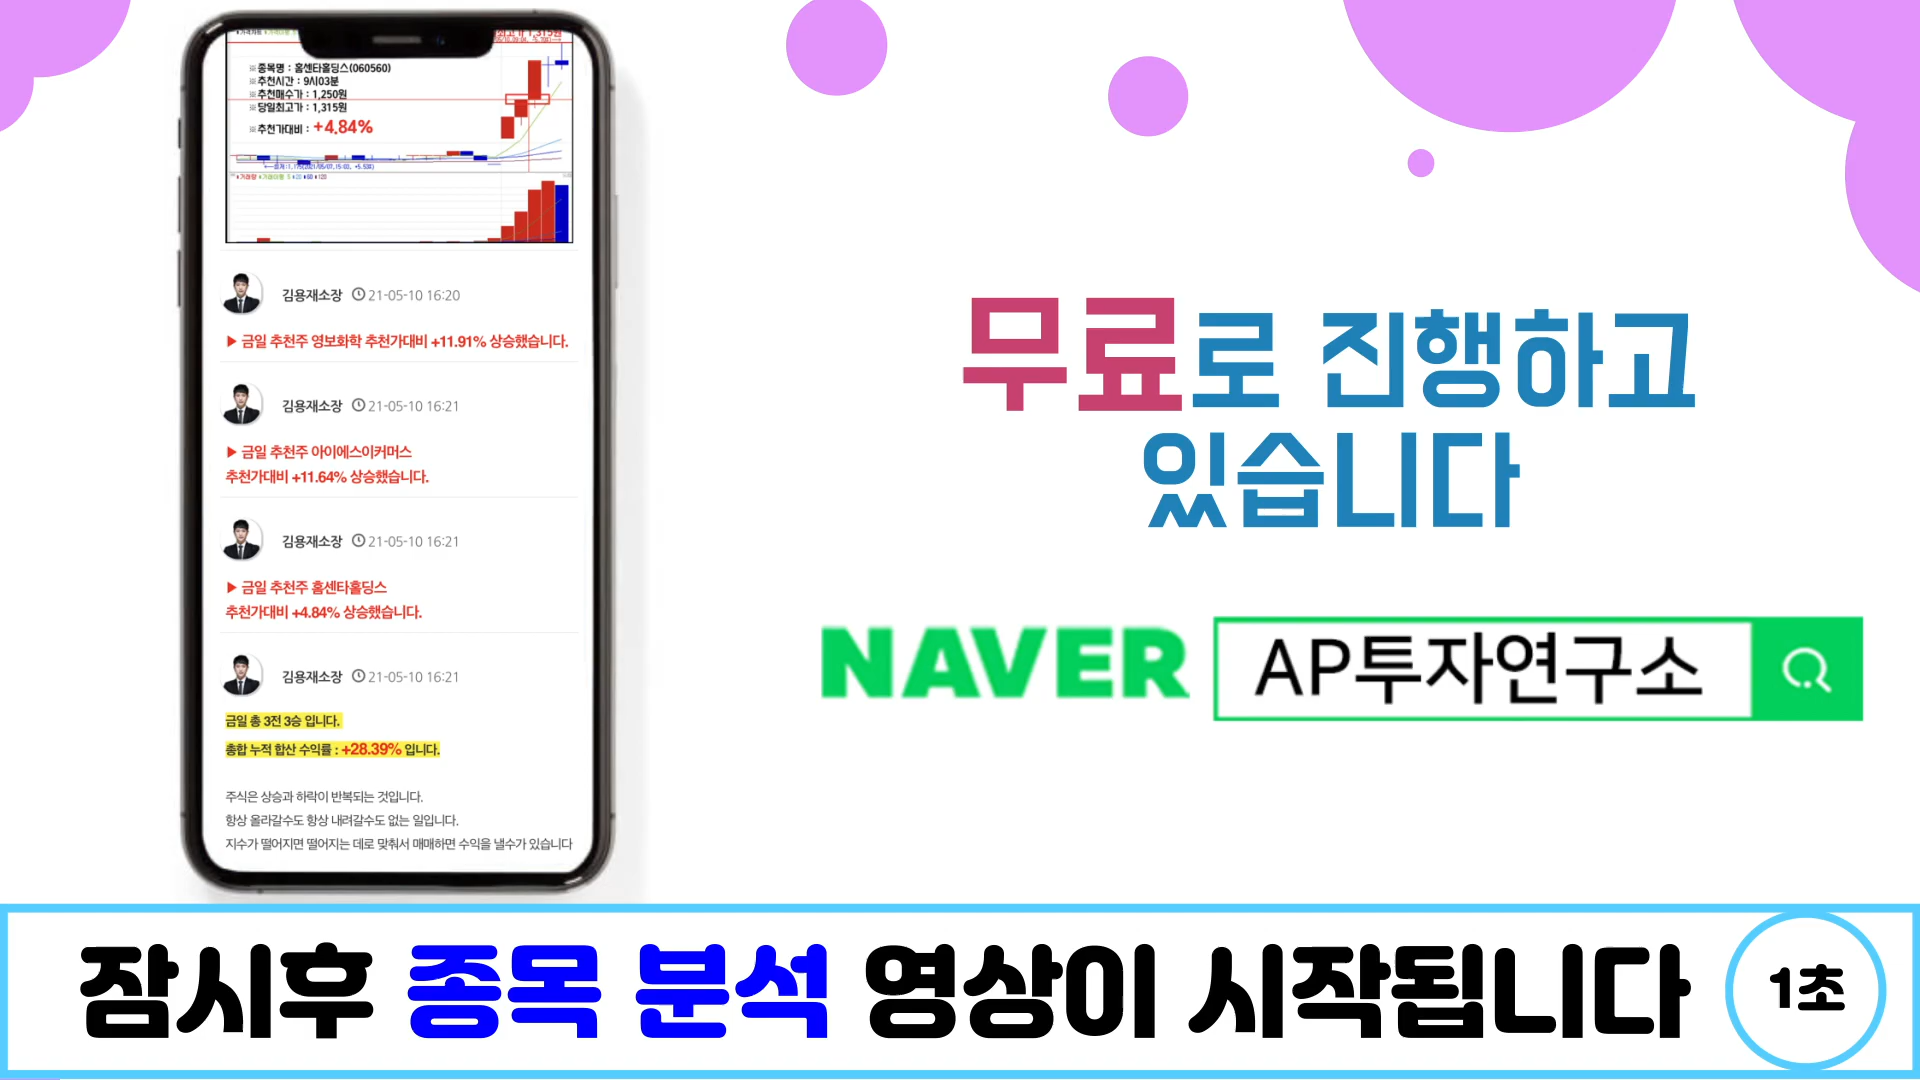 ※종목명 : 홈센타홀딩스(060560)
※추천시간 : 9시03분
※추천매수가 : 1,250원
※당일최고가 : 1,315원
※추천가대비 : +4.84%
김용재소장 21-05-10 16:20
▶ 금일 추천주 영보화학 추천가대비 +11.91% 상승했습니다.
김용재소장 21-05-10 16:21
▶ 금일 추천주 아이에스이커머스
추천가대비 +11.64% 상승했습니다.
김용재소장 21-05-10 16:21
▶ 금일 추천주 홈센타홀딩스
추천가대비 +4.84% 상승했습니다.
김용재소장 21-05-10 16:21
금일 총 3전 3승 입니다.
총합 누적 합산 수익률 : +28.39% 입니다.
주식은 상승과 하락이 반복되는 것입니다.
항상 올라갈수도 항상 내려갈수도 없는 일입니다.
지수가 떨어지면 떨어지는 데로 맞춰서 매매하면 수익을 낼수가 있습니다
무료로 진행하고
있습니다
NAVER AP투자연구소
잠시후 종목 분석 영상이 시작됩니다 1초